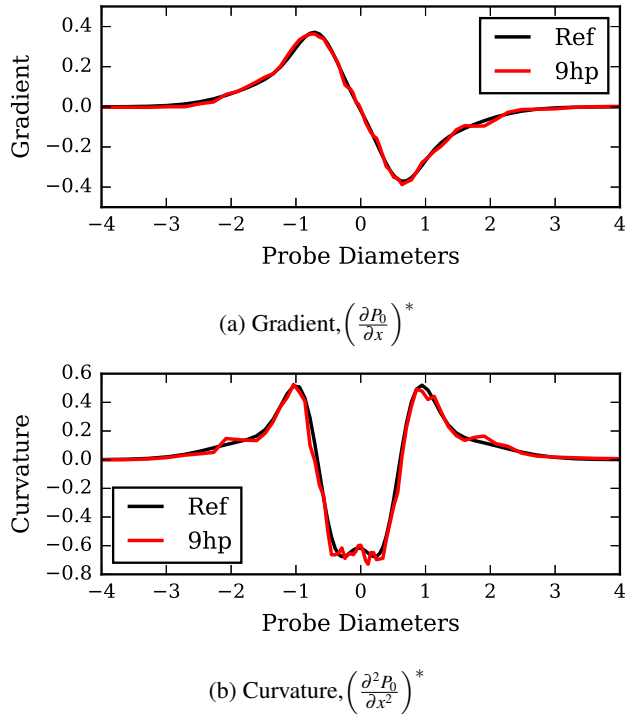 0.4
0.2
0.0
−0.2
−0.4
Gradient
Ref
9hp
−4 −3 −2 −1 0 1 2 3 4
Probe Diameters
(a) Gradient, (∂P₀/∂x)*
0.6
0.4
0.2
0.0
−0.2
−0.4
−0.6
−0.8
Curvature
Ref
9hp
−4 −3 −2 −1 0 1 2 3 4
Probe Diameters
(b) Curvature, (∂²P₀/∂x²)*